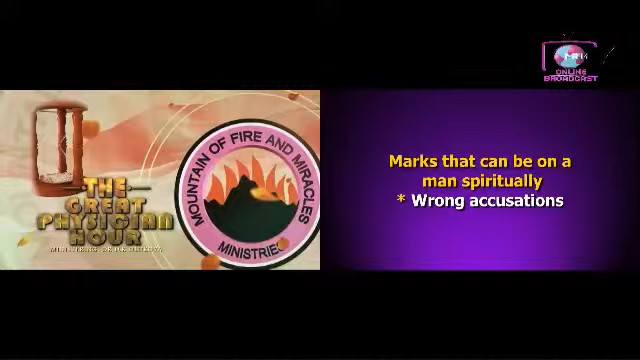 ONLINE
BROADCAST
THE
GREAT
PHYSICIAN
HOUR
MOUNTAIN OF FIRE AND MIRACLES
MINISTRIES
Marks that can be on a
man spiritually
* Wrong accusations